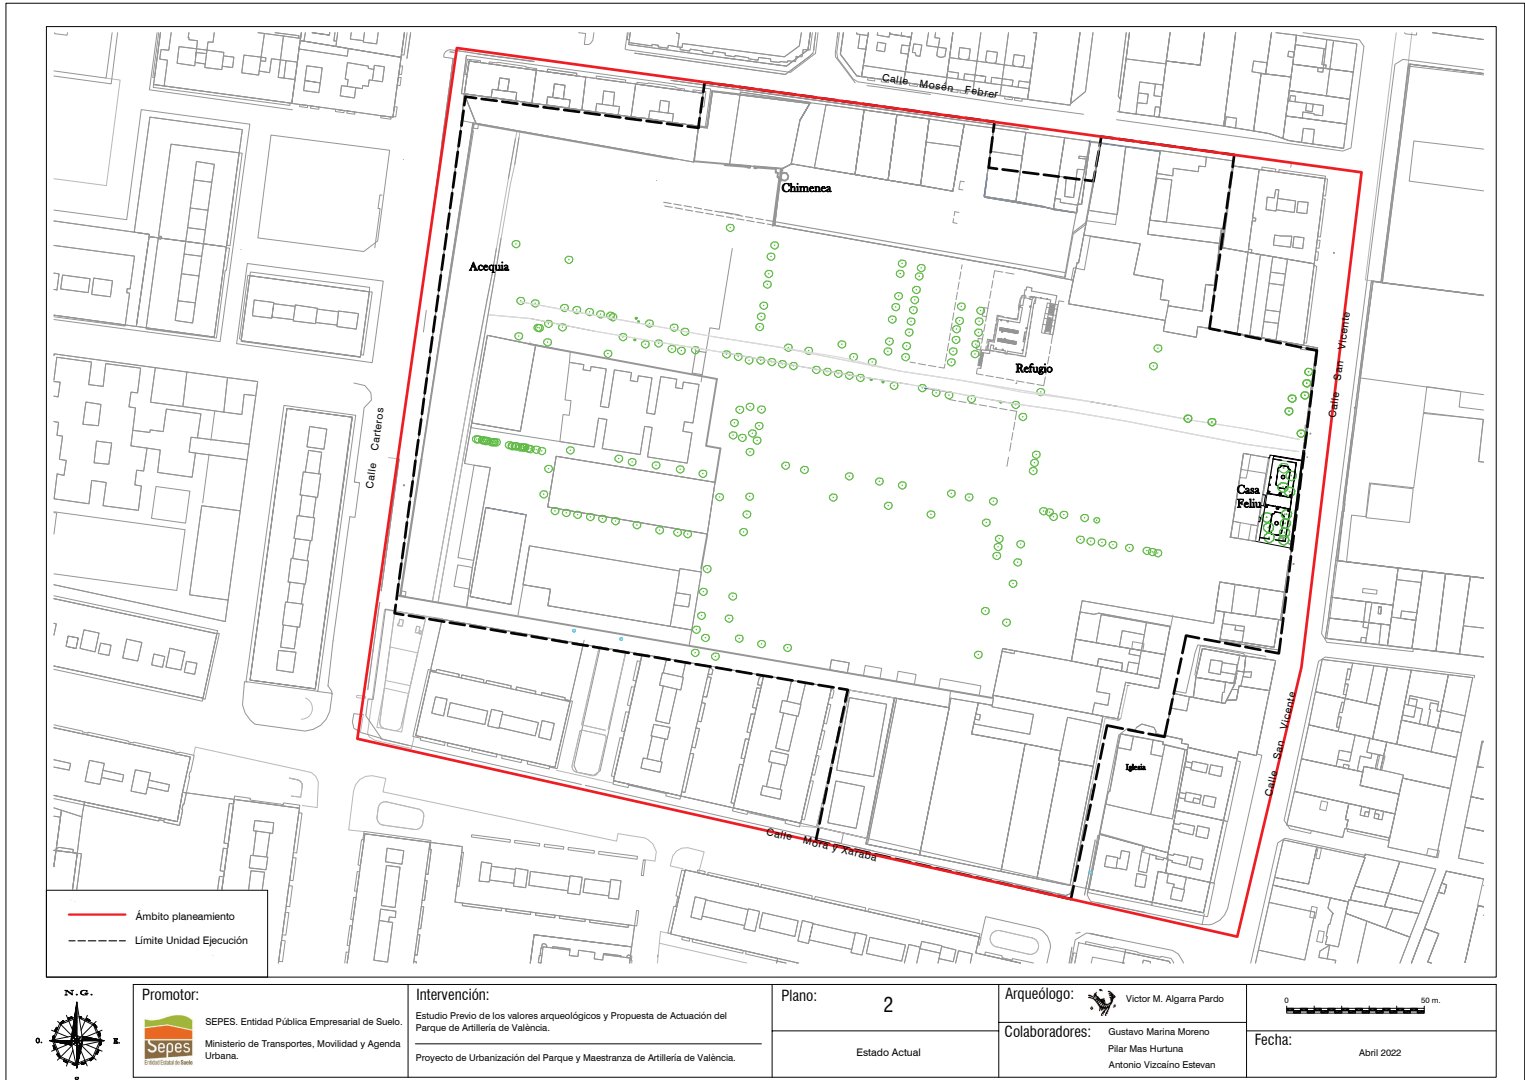 Calle Mosén Febrer
Chimenea
Acequia
Refugio
Calle San Vicente
Calle Carteros
Casa
Feliu
Iglesia
Calle San Vicente
Calle Mora y Xaraba
Ámbito planeamiento
Límite Unidad Ejecución
N.G.
O.
E.
S
Promotor:
Sepes
Entidad Estatal de Suelo
SEPES. Entidad Pública Empresarial de Suelo.
Ministerio de Transportes, Movilidad y Agenda
Urbana.
Intervención:
Estudio Previo de los valores arqueológicos y Propuesta de Actuación del
Parque de Artillería de València.
Proyecto de Urbanización del Parque y Maestranza de Artillería de València.
Plano:
2
Estado Actual
Arqueólogo:
Victor M. Algarra Pardo
Colaboradores:
Gustavo Marina Moreno
Pilar Mas Hurtuna
Antonio Vizcaíno Estevan
0
50 m.
Fecha:
Abril 2022